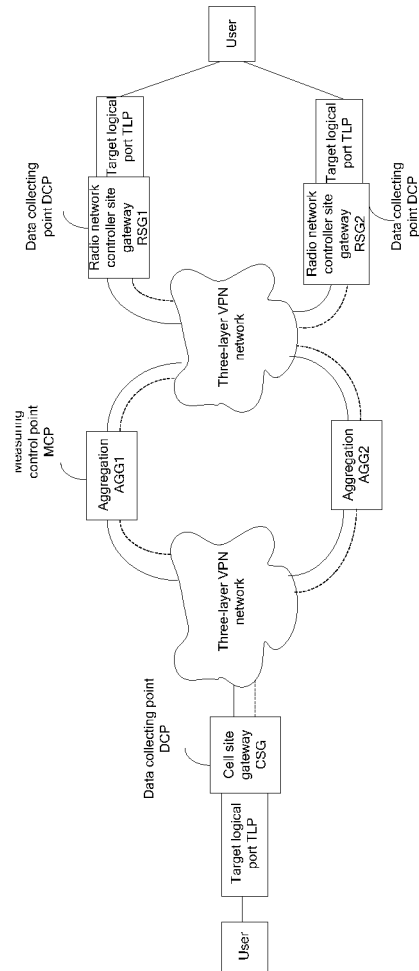 User
Target logical
port TLP
Cell site
gateway
CSG
Data collecting point
DCP
Three-layer VPN
network
Measuring
control point
MCP
Aggregation
AGG1
Aggregation
AGG2
Three-layer VPN
network
Data collecting
point DCP
Radio network
controller site
gateway
RSG1
Target logical
port TLP
Radio network
controller site
gateway
RSG2
Target logical
port TLP
Data collecting
point DCP
User